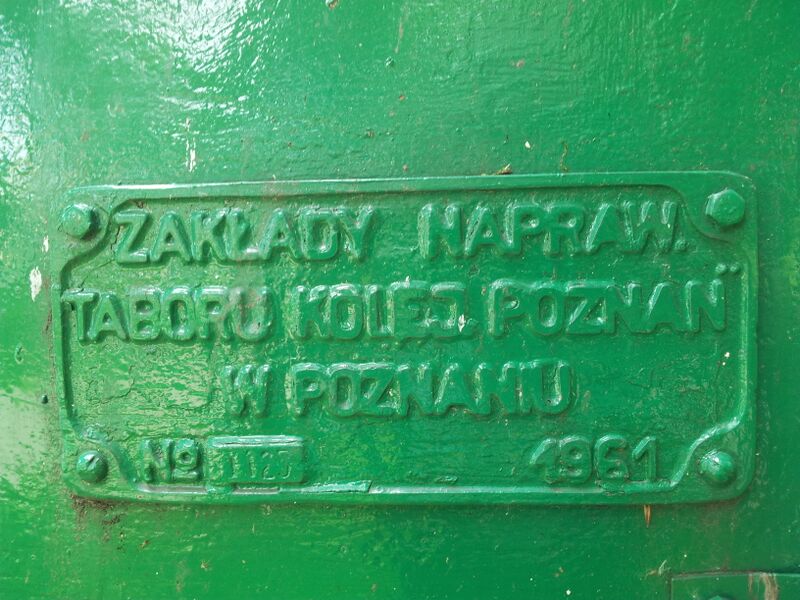 ZAKŁADY NAPRAW.
TABORU KOLEJ. POZNAŃ"
W POZNANIU
No 1961